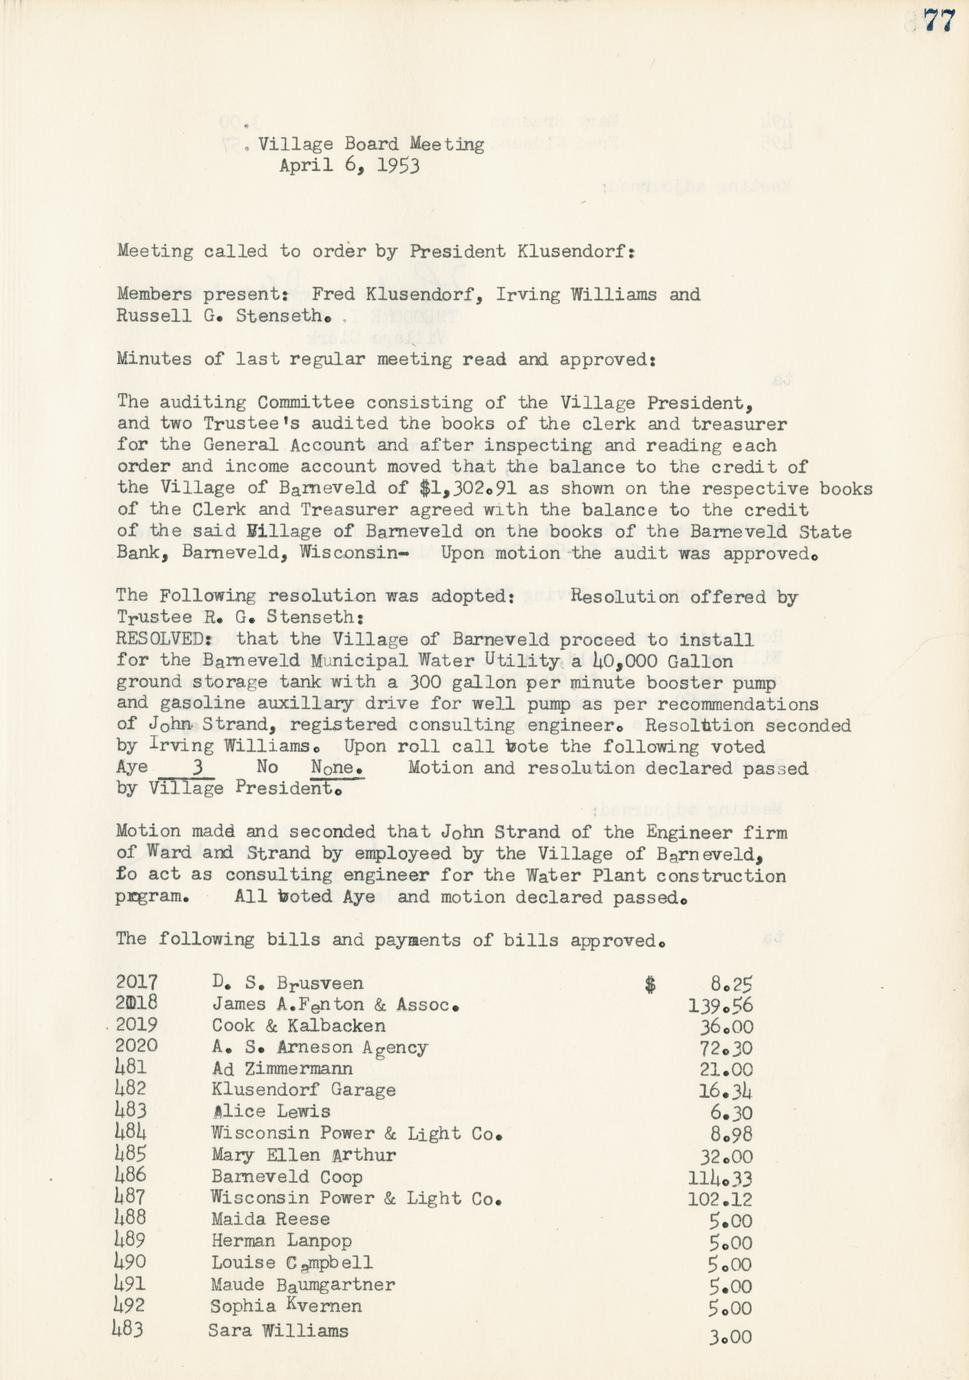 77
Village Board Meeting
April 6, 1953
Meeting called to order by President Klusendorf:
Members present: Fred Klusendorf, Irving Williams and
Russell G. Stenseth.
Minutes of last regular meeting read and approved:
The auditing Committee consisting of the Village President,
and two Trustee's audited the books of the clerk and treasurer
for the General Account and after inspecting and reading each
order and income account moved that the balance to the credit of
the Village of Barneveld of $1,302.91 as shown on the respective books
of the Clerk and Treasurer agreed with the balance to the credit
of the said Village of Barneveld on the books of the Barneveld State
Bank, Barneveld, Wisconsin- Upon motion the audit was approved.
The Following resolution was adopted: Resolution offered by
Trustee R. G. Stenseth:
RESOLVED: that the Village of Barneveld proceed to install
for the Barneveld Municipal Water Utility a 40,000 Gallon
ground storage tank with a 300 gallon per minute booster pump
and gasoline auxillary drive for well pump as per recommendations
of John Strand, registered consulting engineer. Resolution seconded
by Irving Williams. Upon roll call vote the following voted
Aye 3 No None. Motion and resolution declared passed
by Village President.
Motion made and seconded that John Strand of the Engineer firm
of Ward and Strand by employeed by the Village of Barneveld,
to act as consulting engineer for the Water Plant construction
program. All voted Aye and motion declared passed.
The following bills and payments of bills approved.
2017 D. S. Brusveen $ 8.25
2018 James A.Fenton & Assoc. 139.56
2019 Cook & Kalbacken 36.00
2020 A. S. Arneson Agency 72.30
481 Ad Zimmermann 21.00
482 Klusendorf Garage 16.34
483 Alice Lewis 6.30
484 Wisconsin Power & Light Co. 8.98
485 Mary Ellen Arthur 32.00
486 Barneveld Coop 114.33
487 Wisconsin Power & Light Co. 102.12
488 Maida Reese 5.00
489 Herman Lanpop 5.00
490 Louise Campbell 5.00
491 Maude Baumgartner 5.00
492 Sophia Kvernen 5.00
483 Sara Williams 3.00